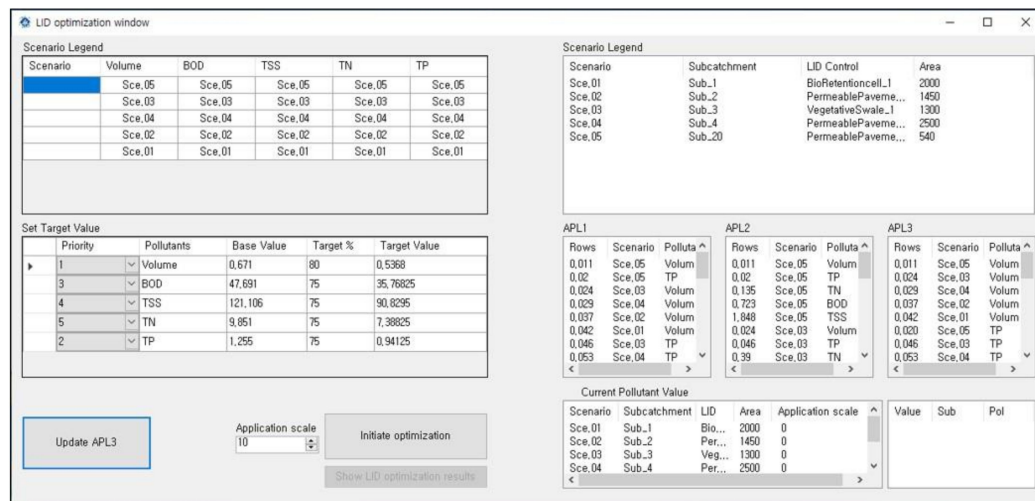 LID optimization window
Scenario Legend
Scenario Volume BOD TSS TN TP
Sce,05 Sce,05 Sce,05 Sce,05 Sce,05
Sce,03 Sce,03 Sce,03 Sce,03 Sce,03
Sce,04 Sce,04 Sce,04 Sce,04 Sce,04
Sce,02 Sce,02 Sce,02 Sce,02 Sce,02
Sce,01 Sce,01 Sce,01 Sce,01 Sce,01
Scenario Legend
Scenario Subcatchment LID Control Area
Sce,01 Sub_1 BioRetentioncell_1 2000
Sce,02 Sub_2 PermeablePaveme,,, 1450
Sce,03 Sub_3 VegetativeSwale_1 1300
Sce,04 Sub_4 PermeablePaveme,,, 2500
Sce,05 Sub_20 PermeablePaveme,,, 540
Set Target Value
Priority Pollutants Base Value Target % Target Value
1 Volume 0,671 80 0,5368
3 BOD 47,691 75 35,76825
4 TSS 121,106 75 90,8295
5 TN 9,851 75 7,38825
2 TP 1,255 75 0,94125
APL1
Rows Scenario Polluta
0,011 Sce,05 Volum
0,02 Sce,05 TP
0,024 Sce,03 Volum
0,029 Sce,04 Volum
0,037 Sce,02 Volum
0,042 Sce,01 Volum
0,046 Sce,03 TP
0,053 Sce,04 TP
APL2
Rows Scenario Polluta
0,011 Sce,05 Volum
0,02 Sce,05 TP
0,135 Sce,05 TN
0,723 Sce,05 BOD
1,848 Sce,05 TSS
0,024 Sce,03 Volum
0,046 Sce,03 TP
0,39 Sce,03 TN
APL3
Rows Scenario Polluta
0,011 Sce,05 Volum
0,024 Sce,03 Volum
0,029 Sce,04 Volum
0,037 Sce,02 Volum
0,042 Sce,01 Volum
0,020 Sce,05 TP
0,046 Sce,03 TP
0,053 Sce,04 TP
Update APL3
Application scale
10
Initiate optimization
Show LID optimization results
Current Pollutant Value
Scenario Subcatchment LID Area Application scale
Sce,01 Sub_1 Bio,,, 2000 0
Sce,02 Sub_2 Per,,, 1450 0
Sce,03 Sub_3 Veg,,, 1300 0
Sce,04 Sub_4 Per,,, 2500 0
Value Sub Pol